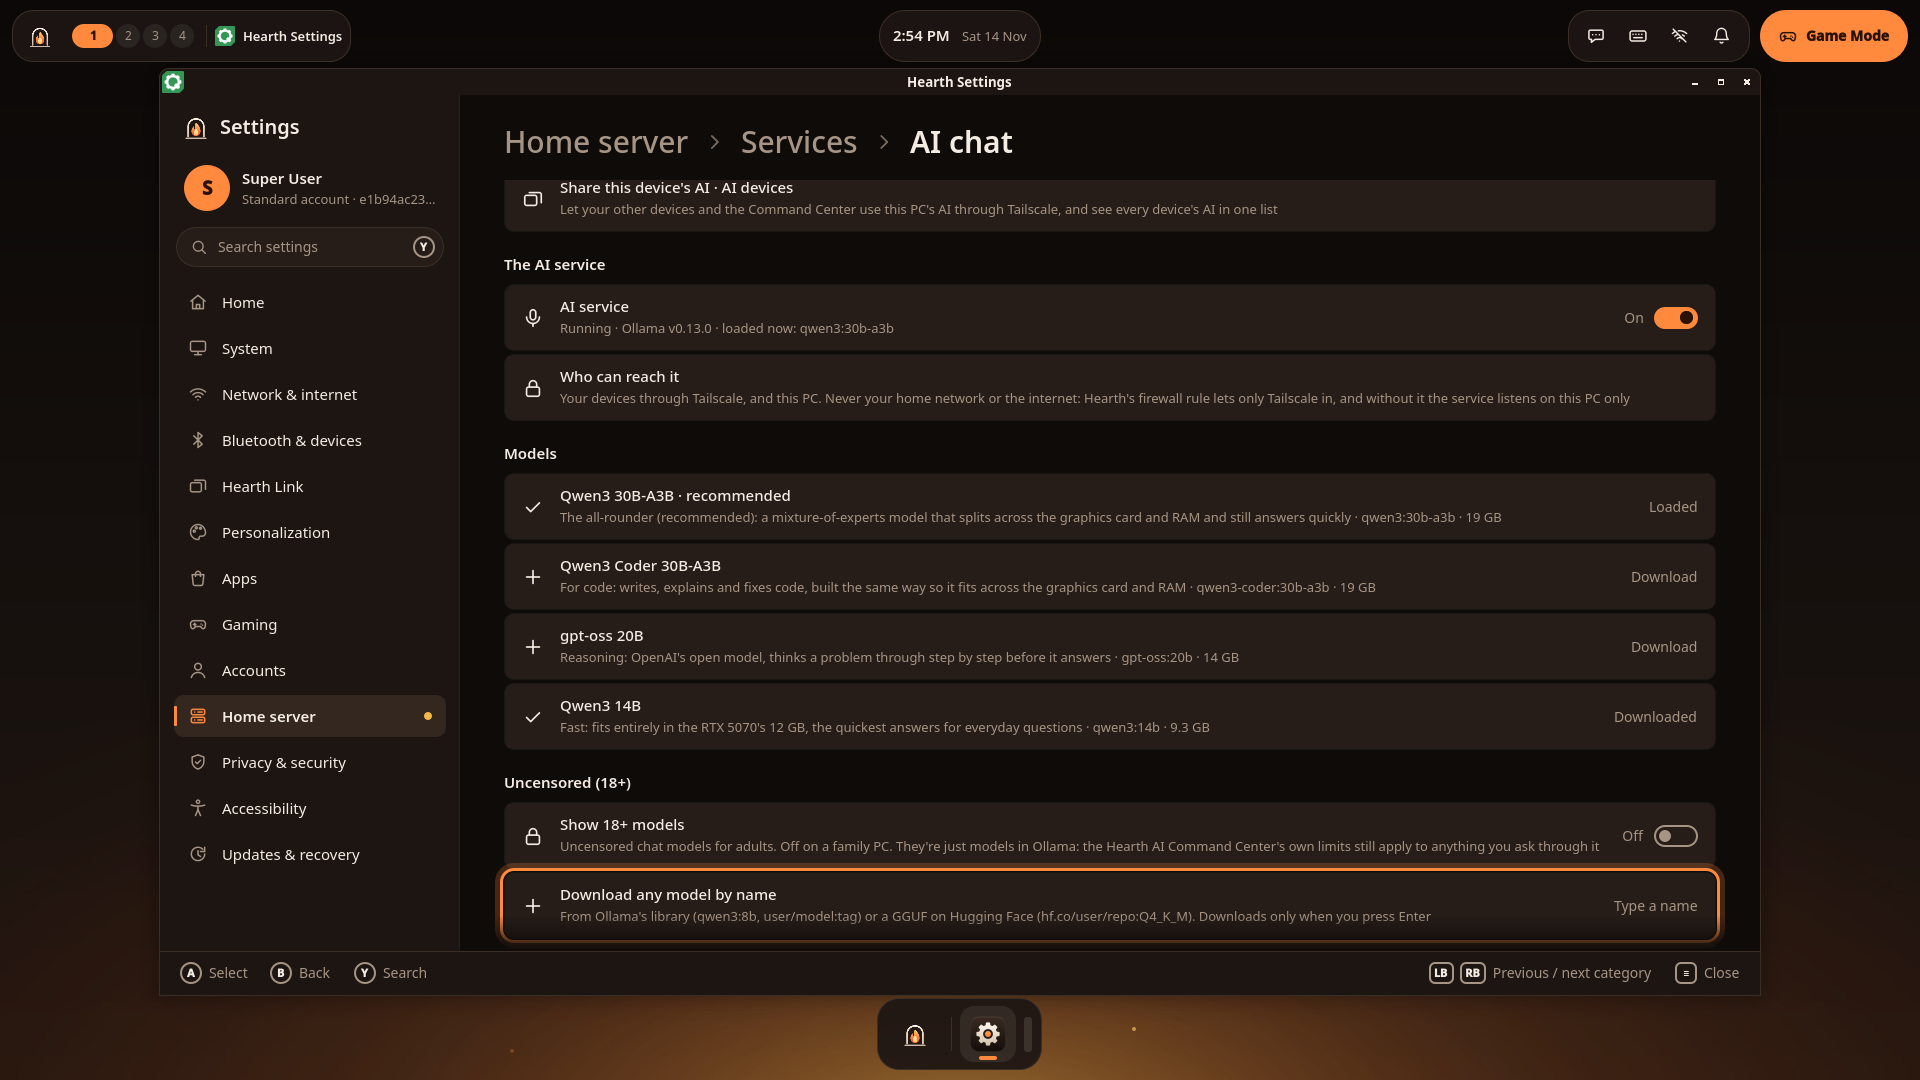 1 2 3 4 Hearth Settings
2:54 PM Sat 14 Nov
Game Mode
Hearth Settings
Settings
S
Super User
Standard account · e1b94ac23...
Search settings Y
Home
System
Network & internet
Bluetooth & devices
Hearth Link
Personalization
Apps
Gaming
Accounts
Home server
Privacy & security
Accessibility
Updates & recovery
Home server > Services > AI chat
Share this device's AI · AI devices
Let your other devices and the Command Center use this PC's AI through Tailscale, and see every device's AI in one list
The AI service
AI service
Running · Ollama v0.13.0 · loaded now: qwen3:30b-a3b
On
Who can reach it
Your devices through Tailscale, and this PC. Never your home network or the internet: Hearth's firewall rule lets only Tailscale in, and without it the service listens on this PC only
Models
Qwen3 30B-A3B · recommended
The all-rounder (recommended): a mixture-of-experts model that splits across the graphics card and RAM and still answers quickly · qwen3:30b-a3b · 19 GB
Loaded
Qwen3 Coder 30B-A3B
For code: writes, explains and fixes code, built the same way so it fits across the graphics card and RAM · qwen3-coder:30b-a3b · 19 GB
Download
gpt-oss 20B
Reasoning: OpenAI's open model, thinks a problem through step by step before it answers · gpt-oss:20b · 14 GB
Download
Qwen3 14B
Fast: fits entirely in the RTX 5070's 12 GB, the quickest answers for everyday questions · qwen3:14b · 9.3 GB
Downloaded
Uncensored (18+)
Show 18+ models
Uncensored chat models for adults. Off on a family PC. They're just models in Ollama: the Hearth AI Command Center's own limits still apply to anything you ask through it
Off
Download any model by name
From Ollama's library (qwen3:8b, user/model:tag) or a GGUF on Hugging Face (hf.co/user/repo:Q4_K_M). Downloads only when you press Enter
Type a name
A Select B Back Y Search
LB RB Previous / next category ≡ Close